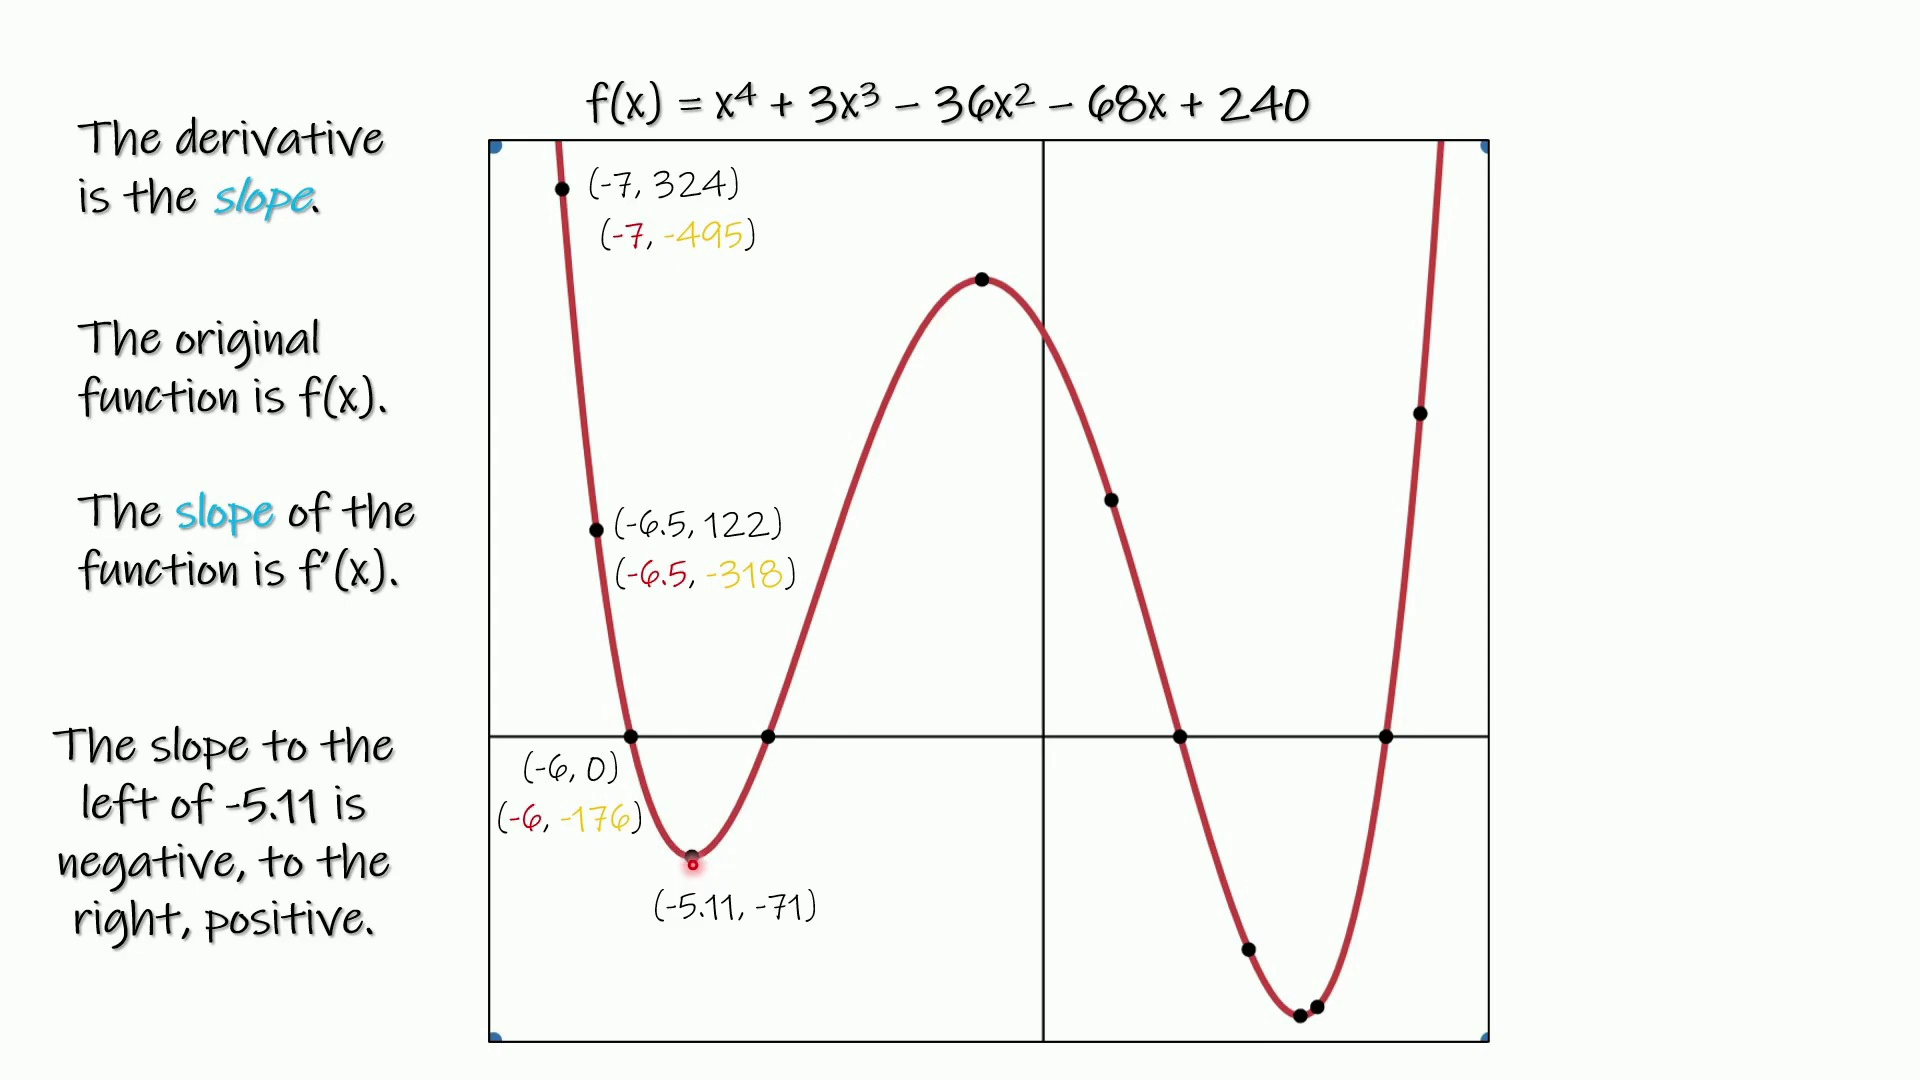 f(x) = x⁴ + 3x³ – 36x² – 68x + 240
The derivative
is the slope.
The original
function is f(x).
The slope of the
function is f'(x).
The slope to the
left of -5.11 is
negative, to the
right, positive.
(-7, 324)
(-7, -495)
(-6.5, 122)
(-6.5, -318)
(-6, 0)
(-6, -176)
(-5.11, -71)